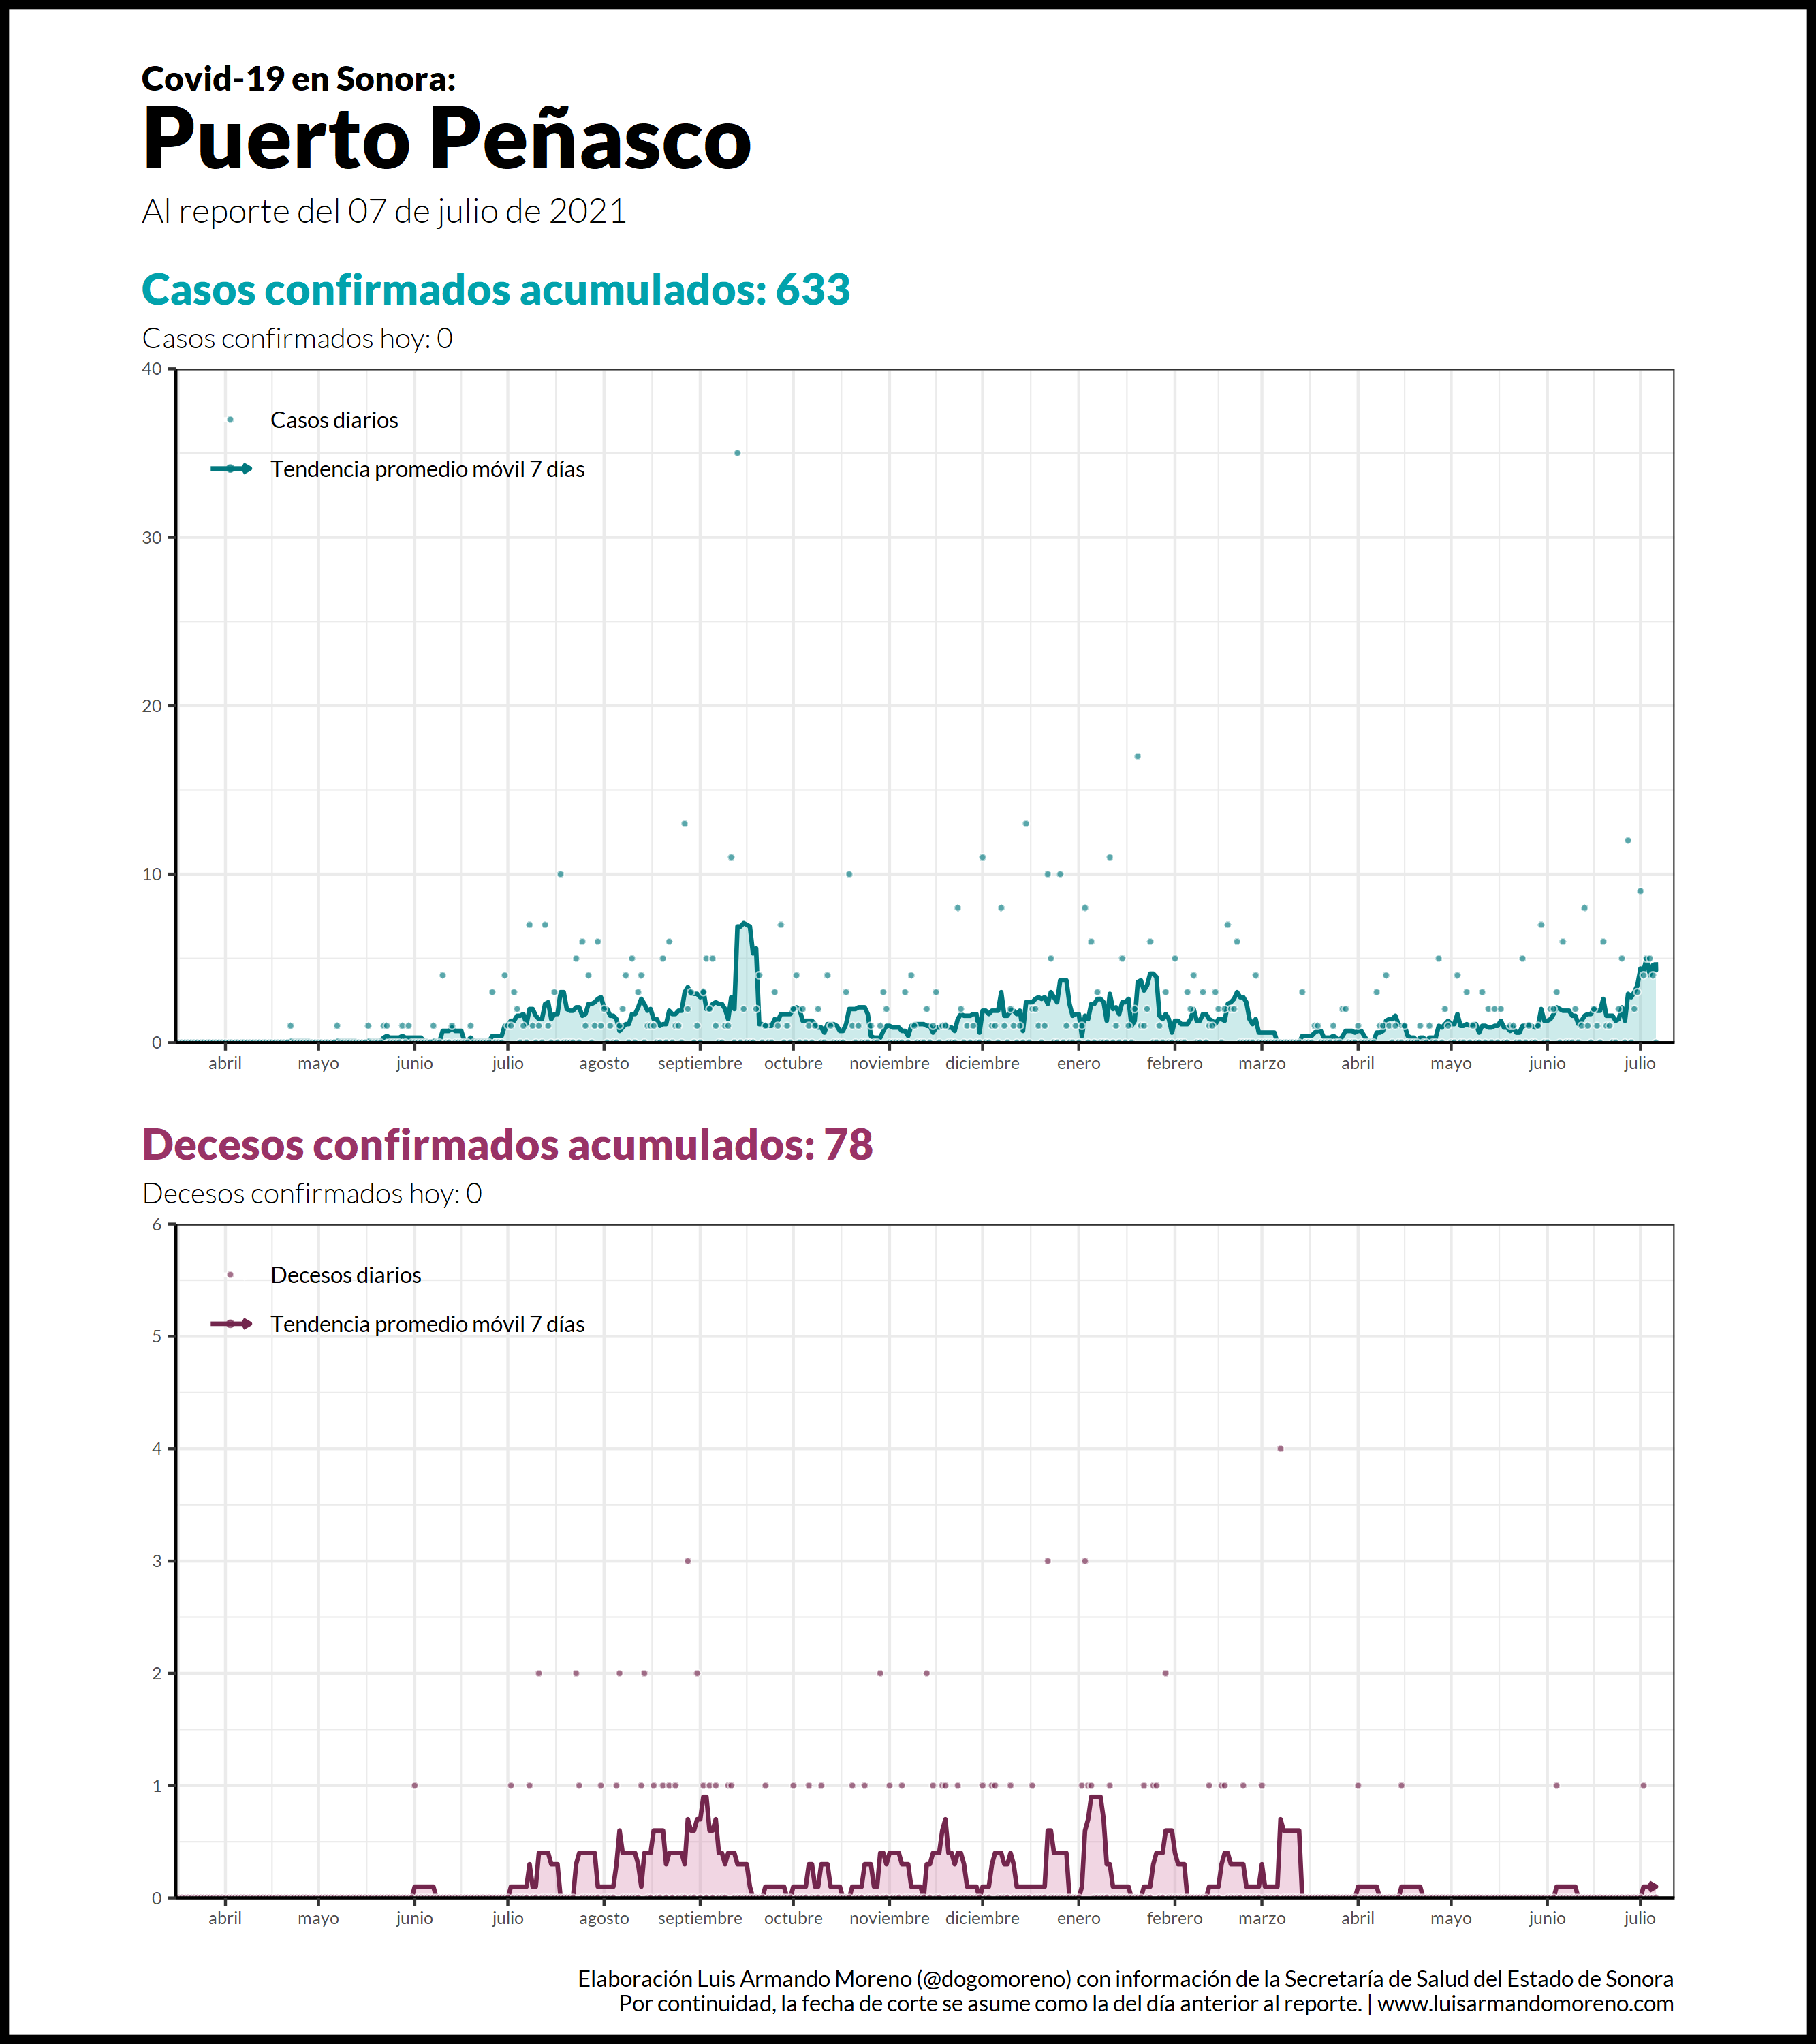 Covid-19 en Sonora:
Puerto Peñasco
Al reporte del 07 de julio de 2021
Casos confirmados acumulados: 633
Casos confirmados hoy: 0
40
30
20
10
0
Casos diarios
Tendencia promedio móvil 7 días
abril mayo junio julio agosto septiembre octubre noviembre diciembre enero febrero marzo abril mayo junio julio
Decesos confirmados acumulados: 78
Decesos confirmados hoy: 0
6
5
4
3
2
1
0
Decesos diarios
Tendencia promedio móvil 7 días
abril mayo junio julio agosto septiembre octubre noviembre diciembre enero febrero marzo abril mayo junio julio
Elaboración Luis Armando Moreno (@dogomoreno) con información de la Secretaría de Salud del Estado de Sonora
Por continuidad, la fecha de corte se asume como la del día anterior al reporte. | www.luisarmandomoreno.com